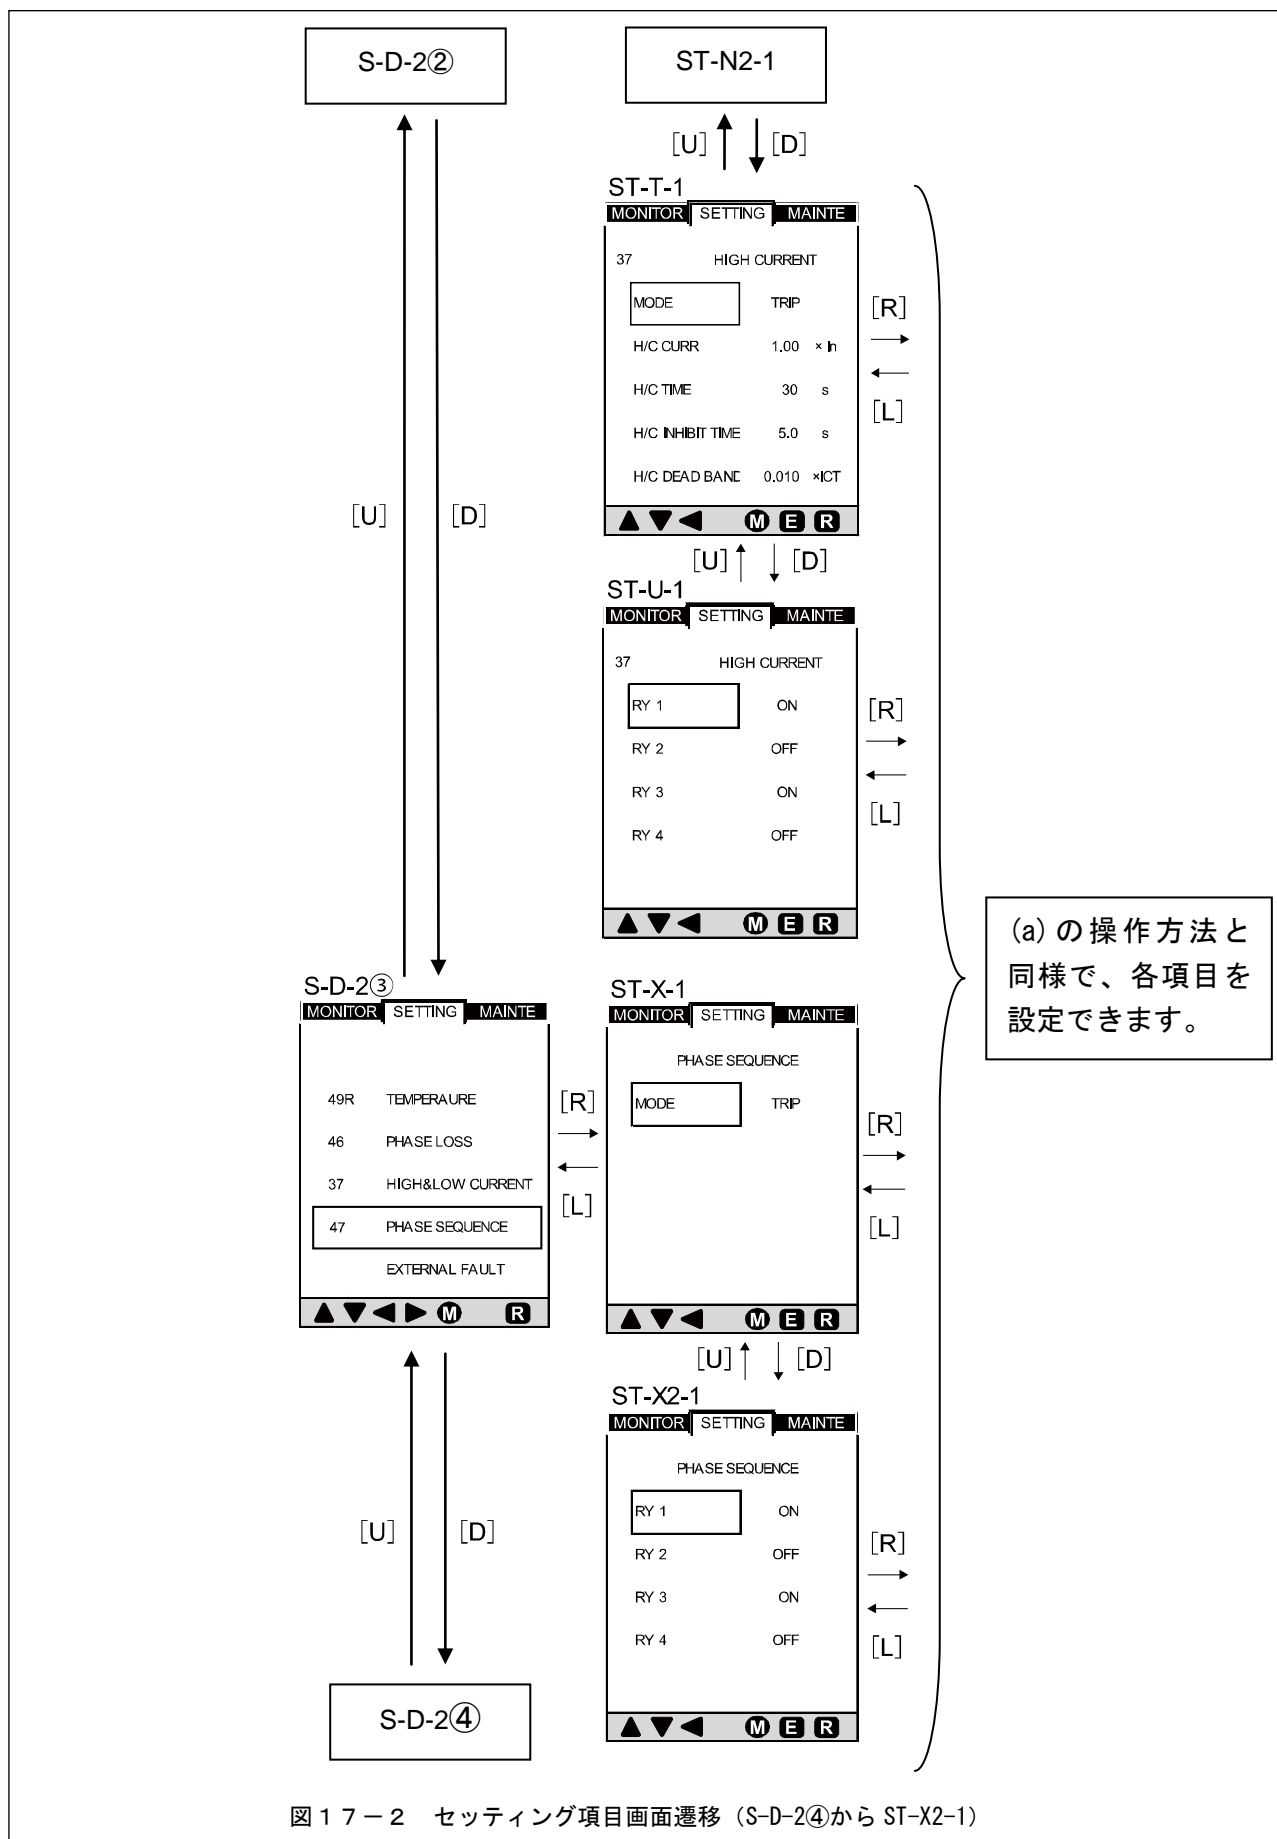 S-D-2②
ST-N2-1
[U]
[D]
ST-T-1
MONITOR SETTING MAINTE
37 HIGH CURRENT
MODE TRIP
H/C CURR 1.00 × In
H/C TIME 30 s
H/C INHIBIT TIME 5.0 s
H/C DEAD BAND 0.010 ×ICT
M E R
[R]
[L]
[U]
[D]
[U]
[D]
ST-U-1
MONITOR SETTING MAINTE
37 HIGH CURRENT
RY 1 ON
RY 2 OFF
RY 3 ON
RY 4 OFF
M E R
[R]
[L]
(a)の操作方法と
同様で、各項目を
設定できます。
S-D-2③
MONITOR SETTING MAINTE
49R TEMPERAURE
46 PHASE LOSS
37 HIGH&LOW CURRENT
47 PHASE SEQUENCE
EXTERNAL FAULT
M R
[R]
[L]
ST-X-1
MONITOR SETTING MAINTE
PHASE SEQUENCE
MODE TRIP
M E R
[R]
[L]
[U]
[D]
ST-X2-1
MONITOR SETTING MAINTE
PHASE SEQUENCE
RY 1 ON
RY 2 OFF
RY 3 ON
RY 4 OFF
M E R
[R]
[L]
[U]
[D]
S-D-2④
図17－2　セッティング項目画面遷移（S-D-2④から ST-X2-1）